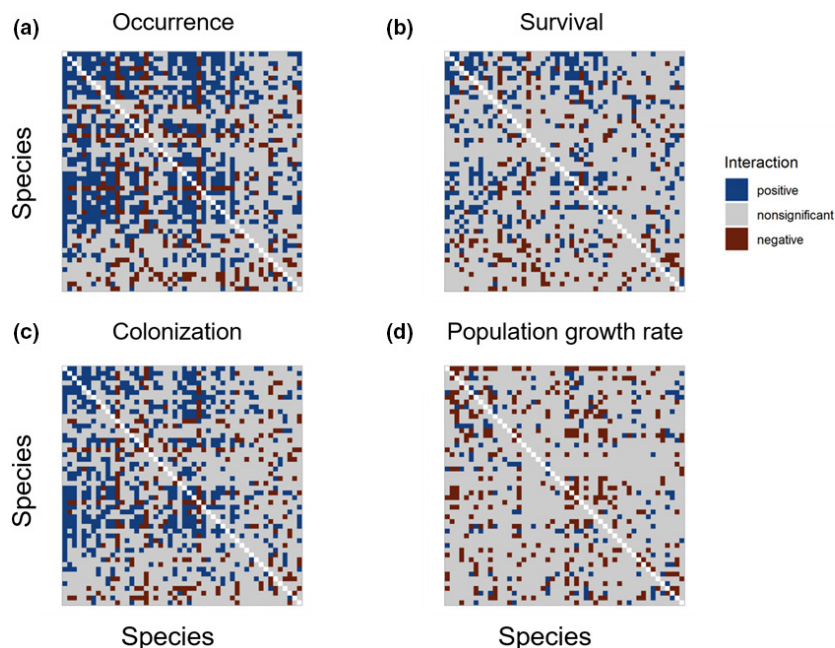 (a) Occurrence
(b) Survival
Species
Interaction
positive
nonsignificant
negative
(c) Colonization
(d) Population growth rate
Species
Species
Species